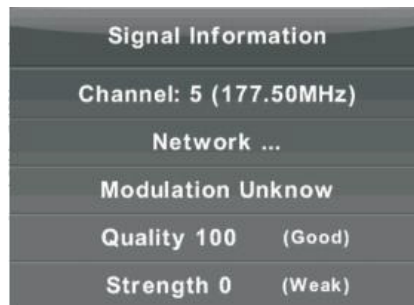 Signal Information
Channel: 5 (177.50MHz)
Network ...
Modulation Unknow
Quality 100 (Good)
Strength 0 (Weak)